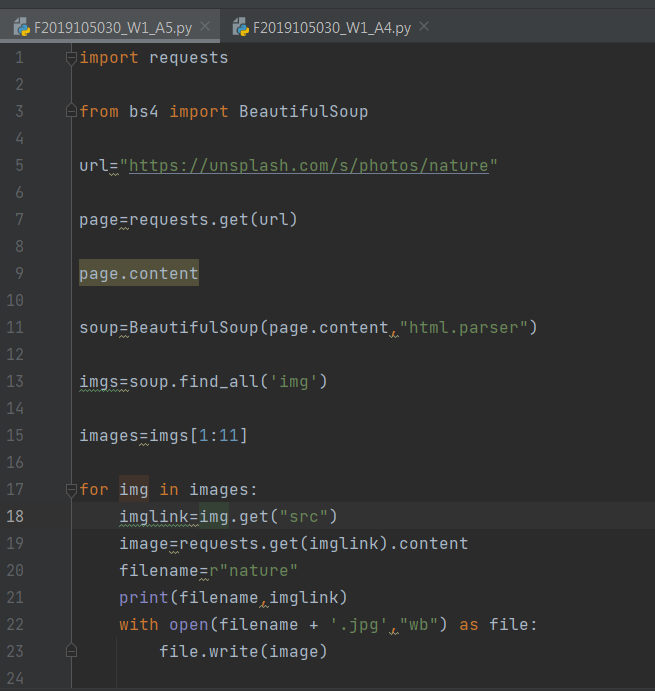 F2019105030_W1_A5.py × F2019105030_W1_A4.py ×
1 import requests
2
3 from bs4 import BeautifulSoup
4
5 url="https://unsplash.com/s/photos/nature"
6
7 page=requests.get(url)
8
9 page.content
10
11 soup=BeautifulSoup(page.content,"html.parser")
12
13 imgs=soup.find_all('img')
14
15 images=imgs[1:11]
16
17 for img in images:
18     imglink=img.get("src")
19     image=requests.get(imglink).content
20     filename=r"nature"
21     print(filename,imglink)
22     with open(filename + '.jpg',"wb") as file:
23         file.write(image)
24